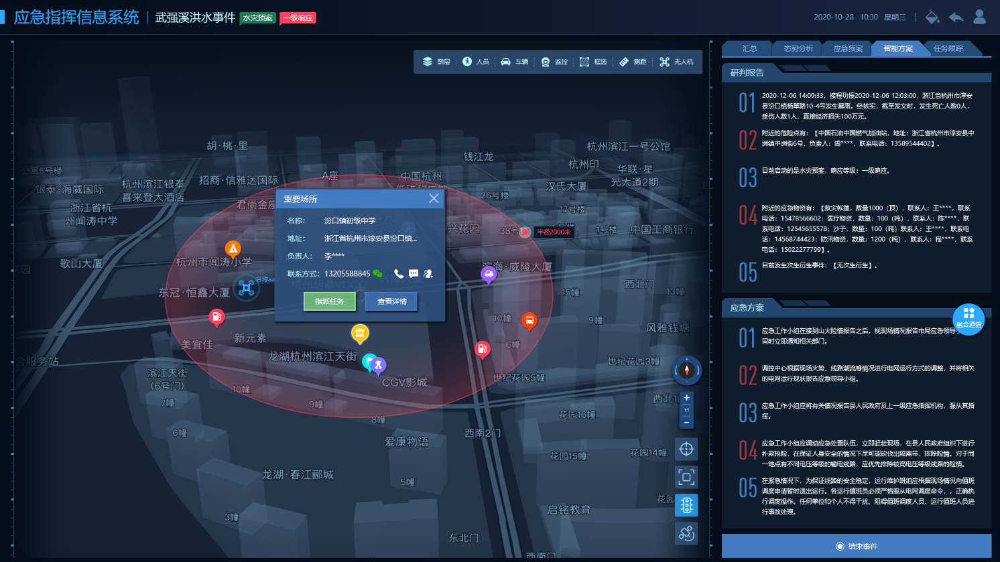 应急指挥信息系统
武强溪洪水事件
水灾预案
一级响应
2020-10-28 10:30 星期三
图层 人员 车辆 监控 框选 测距 无人机
汇总 态势分析 应急预案 智能方案 任务跟踪
研判报告
01
2020-12-06 14:09:33，接程功报2020-12-06 12:03:00，浙江省杭州市淳安
县汾口镇杨筚路10-4号发生暴雨。经核实，截至发文时，发生死亡人数0人，
受伤人数1人，直接经济损失100万元。
02
附近的危险点有：【中国石油中国燃气加油站，地址：浙江省杭州市淳安县中
洲镇中洲街6号，负责人：虞****，联系电话：13589544402】。
03
目前启动的是水灾预案，响应等级：一级响应。
04
附近的应急物资有：【救灾帐篷，数量1000（顶），联系人：王****，联系
电话：15478566602；医疗物资，数量：100（吨），联系人：陈****，联
系电话：12545655578；沙子，数量：100（吨）联系人：王****，联系电
话：14568744423；防汛物资，数量：1200（吨），联系人：程****，联系
电话：15022277799】。
05
目前发生次生衍生事件：【无次生衍生】。
应急方案
融合通信
01
应急工作小组在接到山火险情报告之后，视现场情况报告市局应急领导
同时立即通知相关部门。
02
调控中心根据现场火势、线路潮流等情况进行电网运行方式的调整，并将相关
的电网运行现状报告应急领导小组。
03
应急工作小组应将有关情况报告县人民政府及上一级应急指挥机构，服从其指
挥。
04
应急工作小组应调动应急处置队伍，立即赶赴现场，在县人民政府组织下进行
扑救抢险，在保证人身安全的情况下尽可能砍伐出隔离带，排除险情。对于同
一地点有不同电压等级的输电线路，应优先排除较高电压等级线路的险情。
05
在紧急情况下，为保证线路的安全稳定，运行维护班组应根据现场情况向值班
调度申请暂时退出运行。各运行值班员必须严格服从电网调度命令，，正确执
行调度操作。任何单位和个人不得干扰、阻碍值班调度人员、运行值班人员进
行事故处理。
结束事件
重要场所
名称： 汾口镇初级中学
地址： 浙江省杭州市淳安县汾口镇...
负责人： 李****
联系方式：13205588845
指派任务 查看详情
胡·桃·里
杭州滨江一号公馆
钱江龙
杭州印
华联·星
光大道2期
公寓5号楼
银泰·海威国际
杭州滨江银泰
喜来登大酒店
招商·信雅达国际
A座
中国杭州
汉氏大厦
26号楼
浙江省杭
州闻涛中学
君尚金座
17号楼
兴花园
38号
半径2000米
1号楼
中国工商银行
杭州市闻涛小学
歌山大厦
名称aa
滨海·威陵大厦
东冠·恒鑫大厦
15幢
西北门
13幢
10幢
9幢
风雅钱塘
新元素
美宜佳
6幢
合服务站
龙湖杭州滨江天街
世纪花园3幢
滨江天街
（6号门）
CGV影城
世纪花园5幢
10幢
7幢
9幢
西北1
8幢
花园16幢
6幢
爱康物语
西南2门
花园15幢
花园14幢
龙湖·春江郦城
5幢
花园
启铭教育
3幢
东北门
西南门
11